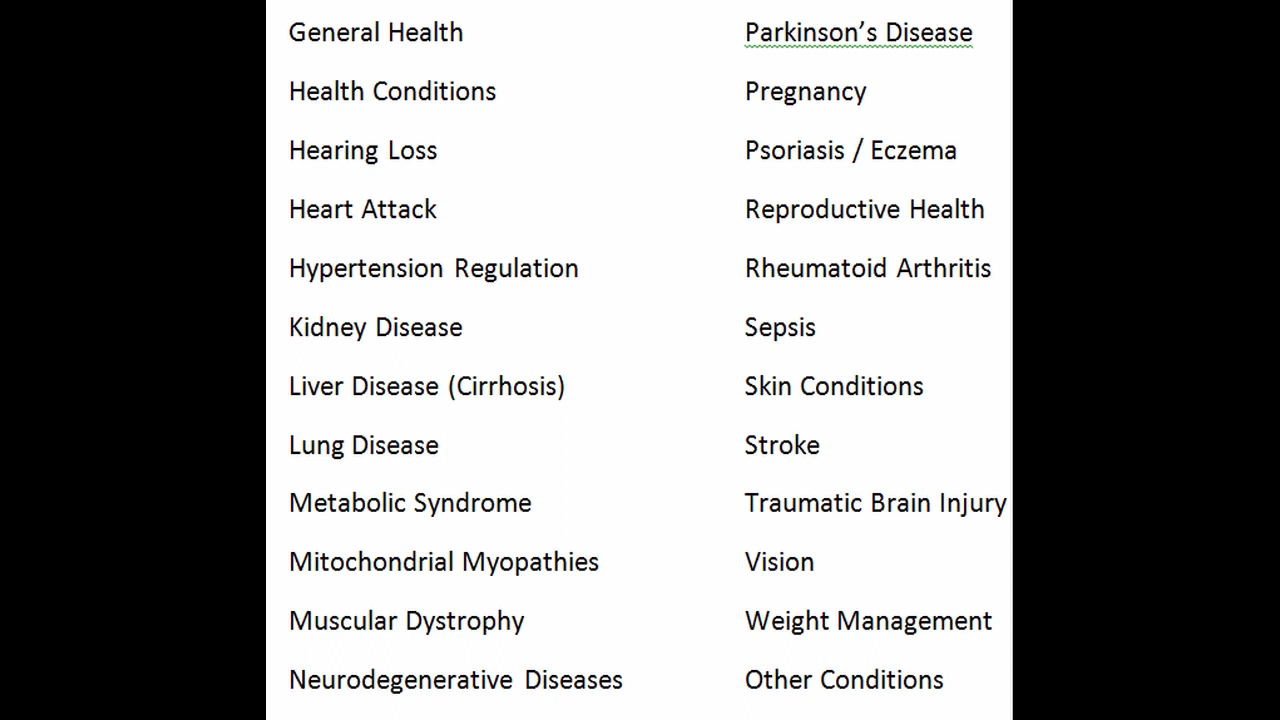 General Health
Health Conditions
Hearing Loss
Heart Attack
Hypertension Regulation
Kidney Disease
Liver Disease (Cirrhosis)
Lung Disease
Metabolic Syndrome
Mitochondrial Myopathies
Muscular Dystrophy
Neurodegenerative Diseases
Parkinson’s Disease
Pregnancy
Psoriasis / Eczema
Reproductive Health
Rheumatoid Arthritis
Sepsis
Skin Conditions
Stroke
Traumatic Brain Injury
Vision
Weight Management
Other Conditions